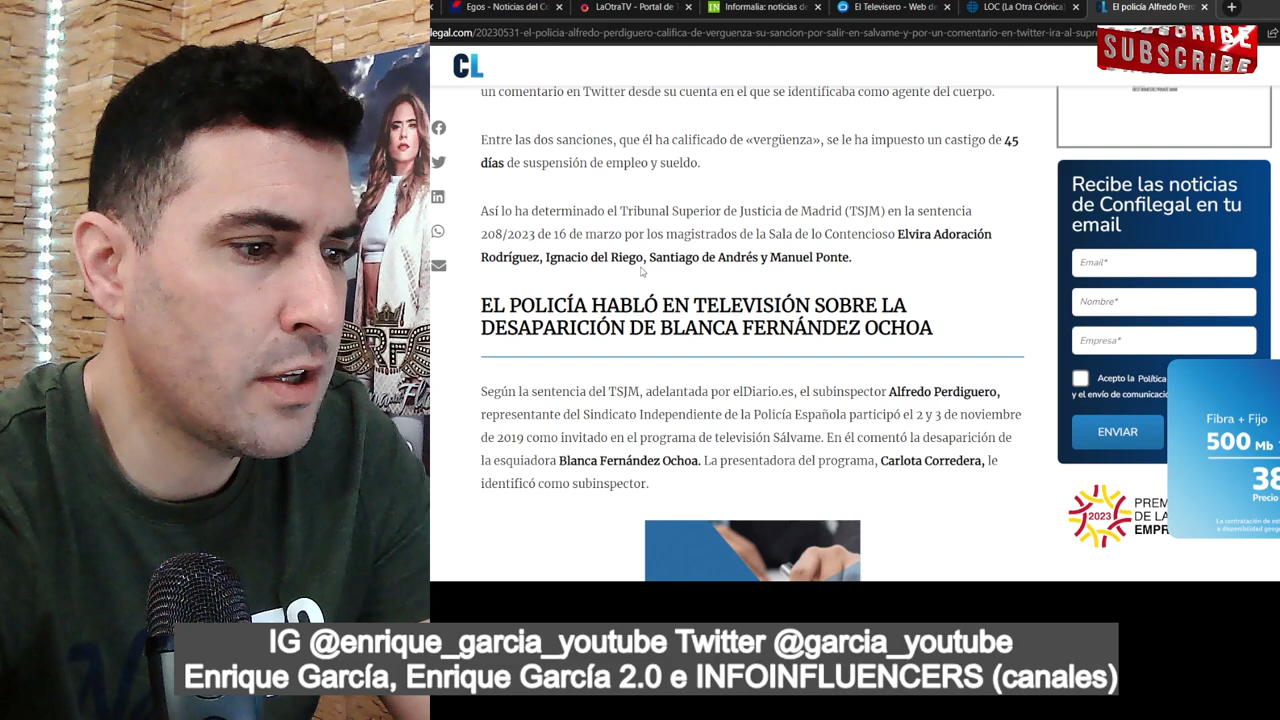 Egos - Noticias del C
LaOtraTV - Portal de
Informalia: noticias d
El Televisero - Web de
LOC (La Otra Crónica)
El policía Alfredo Per
legal.com/20230531-el-policia-alfredo-perdiguero-califica-de-verguenza-su-sancion-por-salir-en-salvame-y-por-un-comentario-en-twitter-ira-al-supr
SUBSCRIBE
CL
un comentario en Twitter desde su cuenta en el que se identificaba como agente del cuerpo.
Entre las dos sanciones, que él ha calificado de «vergüenza», se le ha impuesto un castigo de 45
días de suspensión de empleo y sueldo.
Así lo ha determinado el Tribunal Superior de Justicia de Madrid (TSJM) en la sentencia
208/2023 de 16 de marzo por los magistrados de la Sala de lo Contencioso Elvira Adoración
Rodríguez, Ignacio del Riego, Santiago de Andrés y Manuel Ponte.
EL POLICÍA HABLÓ EN TELEVISIÓN SOBRE LA
DESAPARICIÓN DE BLANCA FERNÁNDEZ OCHOA
Según la sentencia del TSJM, adelantada por elDiario.es, el subinspector Alfredo Perdiguero,
representante del Sindicato Independiente de la Policía Española participó el 2 y 3 de noviembre
de 2019 como invitado en el programa de televisión Sálvame. En él comentó la desaparición de
la esquiadora Blanca Fernández Ochoa. La presentadora del programa, Carlota Corredera, le
identificó como subinspector.
Recibe las noticias
de Confilegal en tu
email
Email*
Nombre*
Empresa*
Acepto la Política
y el envío de comunicacio
ENVIAR
Fibra + Fijo
500 Mb
38
Precio
2023
PREM
DE LA
EMPR
IG @enrique_garcia_youtube Twitter @garcia_youtube
Enrique García, Enrique García 2.0 e INFOINFLUENCERS (canales)